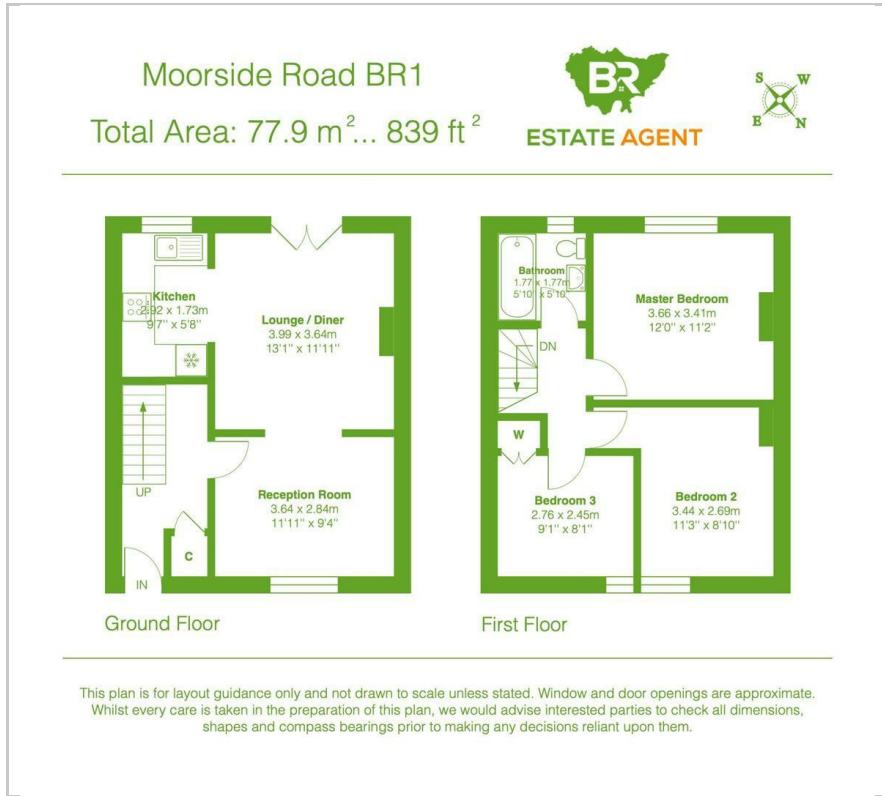 Moorside Road BR1
Total Area: 77.9 m²... 839 ft²
BR
ESTATE AGENT
S W
E N
Kitchen
2.92 x 1.73m
9'7" x 5'8"
Lounge / Diner
3.99 x 3.64m
13'1" x 11'11"
Reception Room
3.64 x 2.84m
11'11" x 9'4"
UP
C
IN
Ground Floor
Bathroom
1.77 x 1.77m
5'10" x 5'10"
Master Bedroom
3.66 x 3.41m
12'0" x 11'2"
DN
W
Bedroom 3
2.76 x 2.45m
9'1" x 8'1"
Bedroom 2
3.44 x 2.69m
11'3" x 8'10"
First Floor
This plan is for layout guidance only and not drawn to scale unless stated. Window and door openings are approximate.
Whilst every care is taken in the preparation of this plan, we would advise interested parties to check all dimensions,
shapes and compass bearings prior to making any decisions reliant upon them.